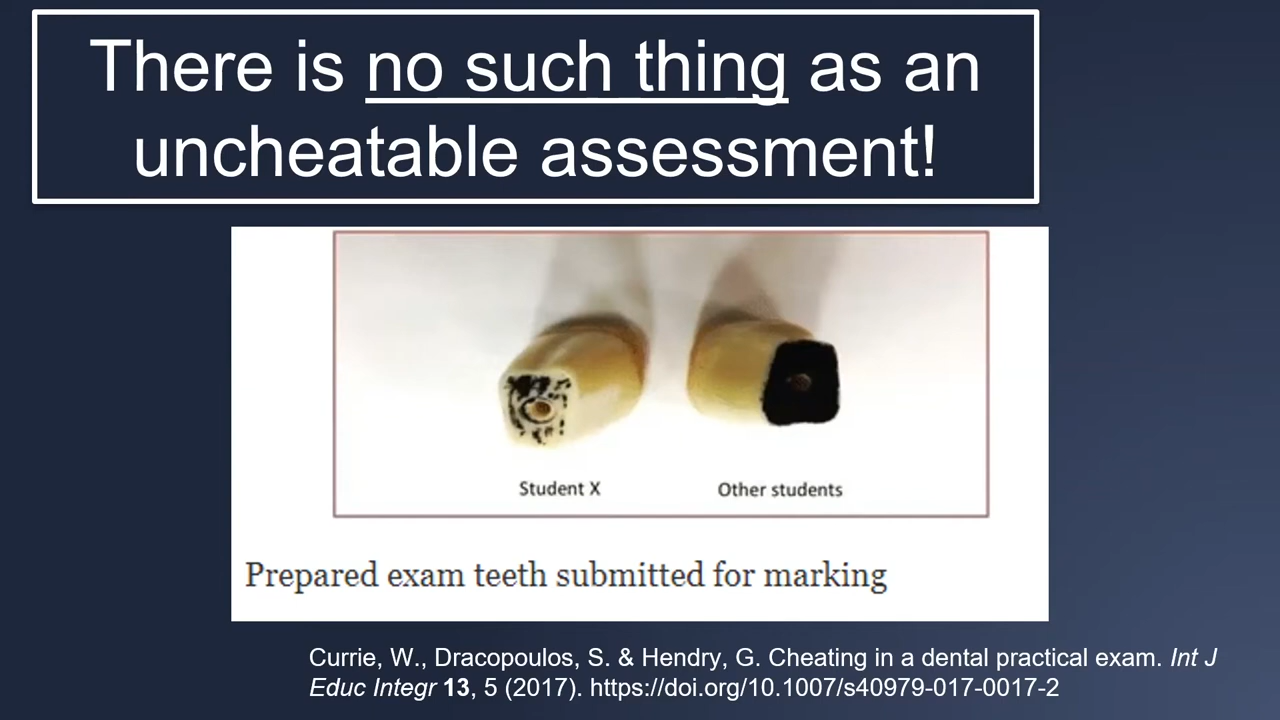 There is no such thing as an
uncheatable assessment!
Student X
Other students
Prepared exam teeth submitted for marking
Currie, W., Dracopoulos, S. & Hendry, G. Cheating in a dental practical exam. Int J
Educ Integr 13, 5 (2017). https://doi.org/10.1007/s40979-017-0017-2